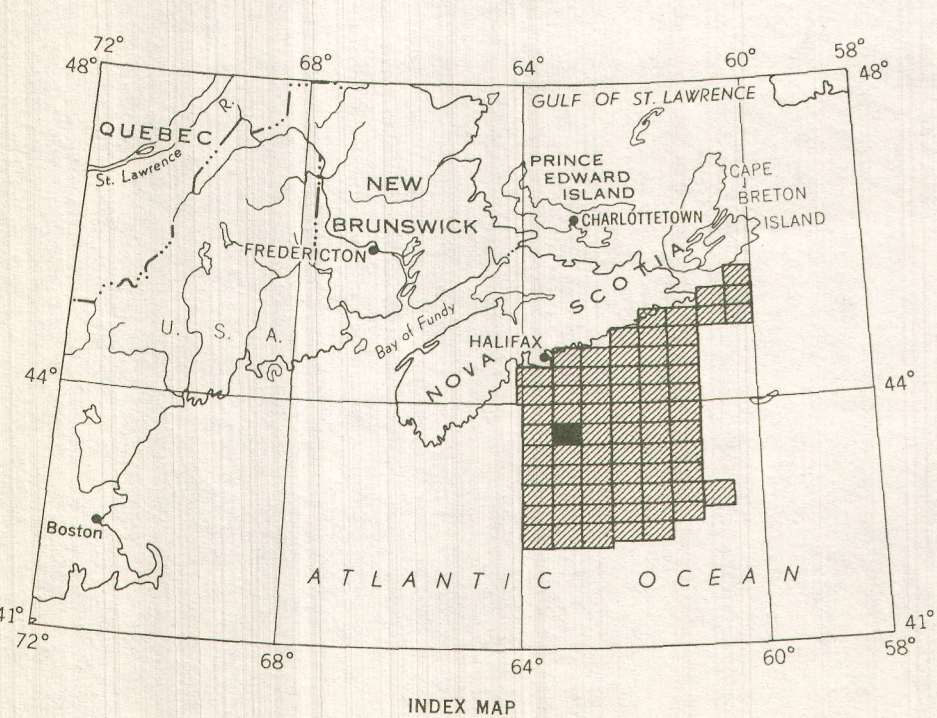 72°
68°
64°
60°
58°
48°
48°
GULF OF ST. LAWRENCE
R.
QUEBEC
St. Lawrence
PRINCE
EDWARD
ISLAND
CAPE
BRETON
ISLAND
NEW
BRUNSWICK
CHARLOTTETOWN
FREDERICTON
NOVA SCOTIA
U. S. A.
Bay of Fundy
HALIFAX
44°
44°
Boston
ATLANTIC OCEAN
41°
72°
68°
64°
60°
58°
41°
INDEX MAP